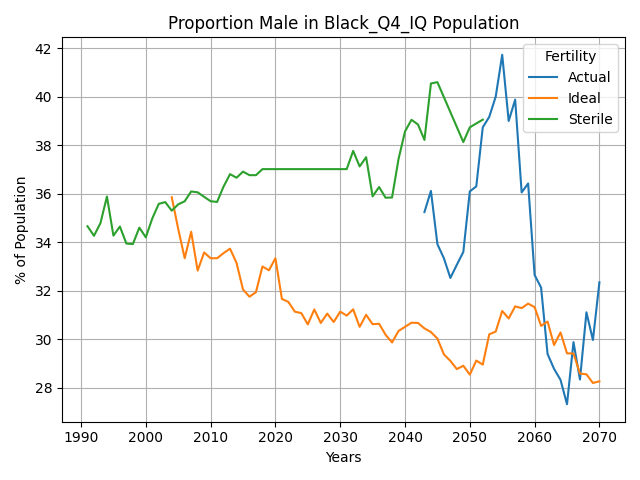 Proportion Male in Black_Q4_IQ Population
Fertility
Actual
Ideal
Sterile
% of Population
42
40
38
36
34
32
30
28
1990 2000 2010 2020 2030 2040 2050 2060 2070
Years